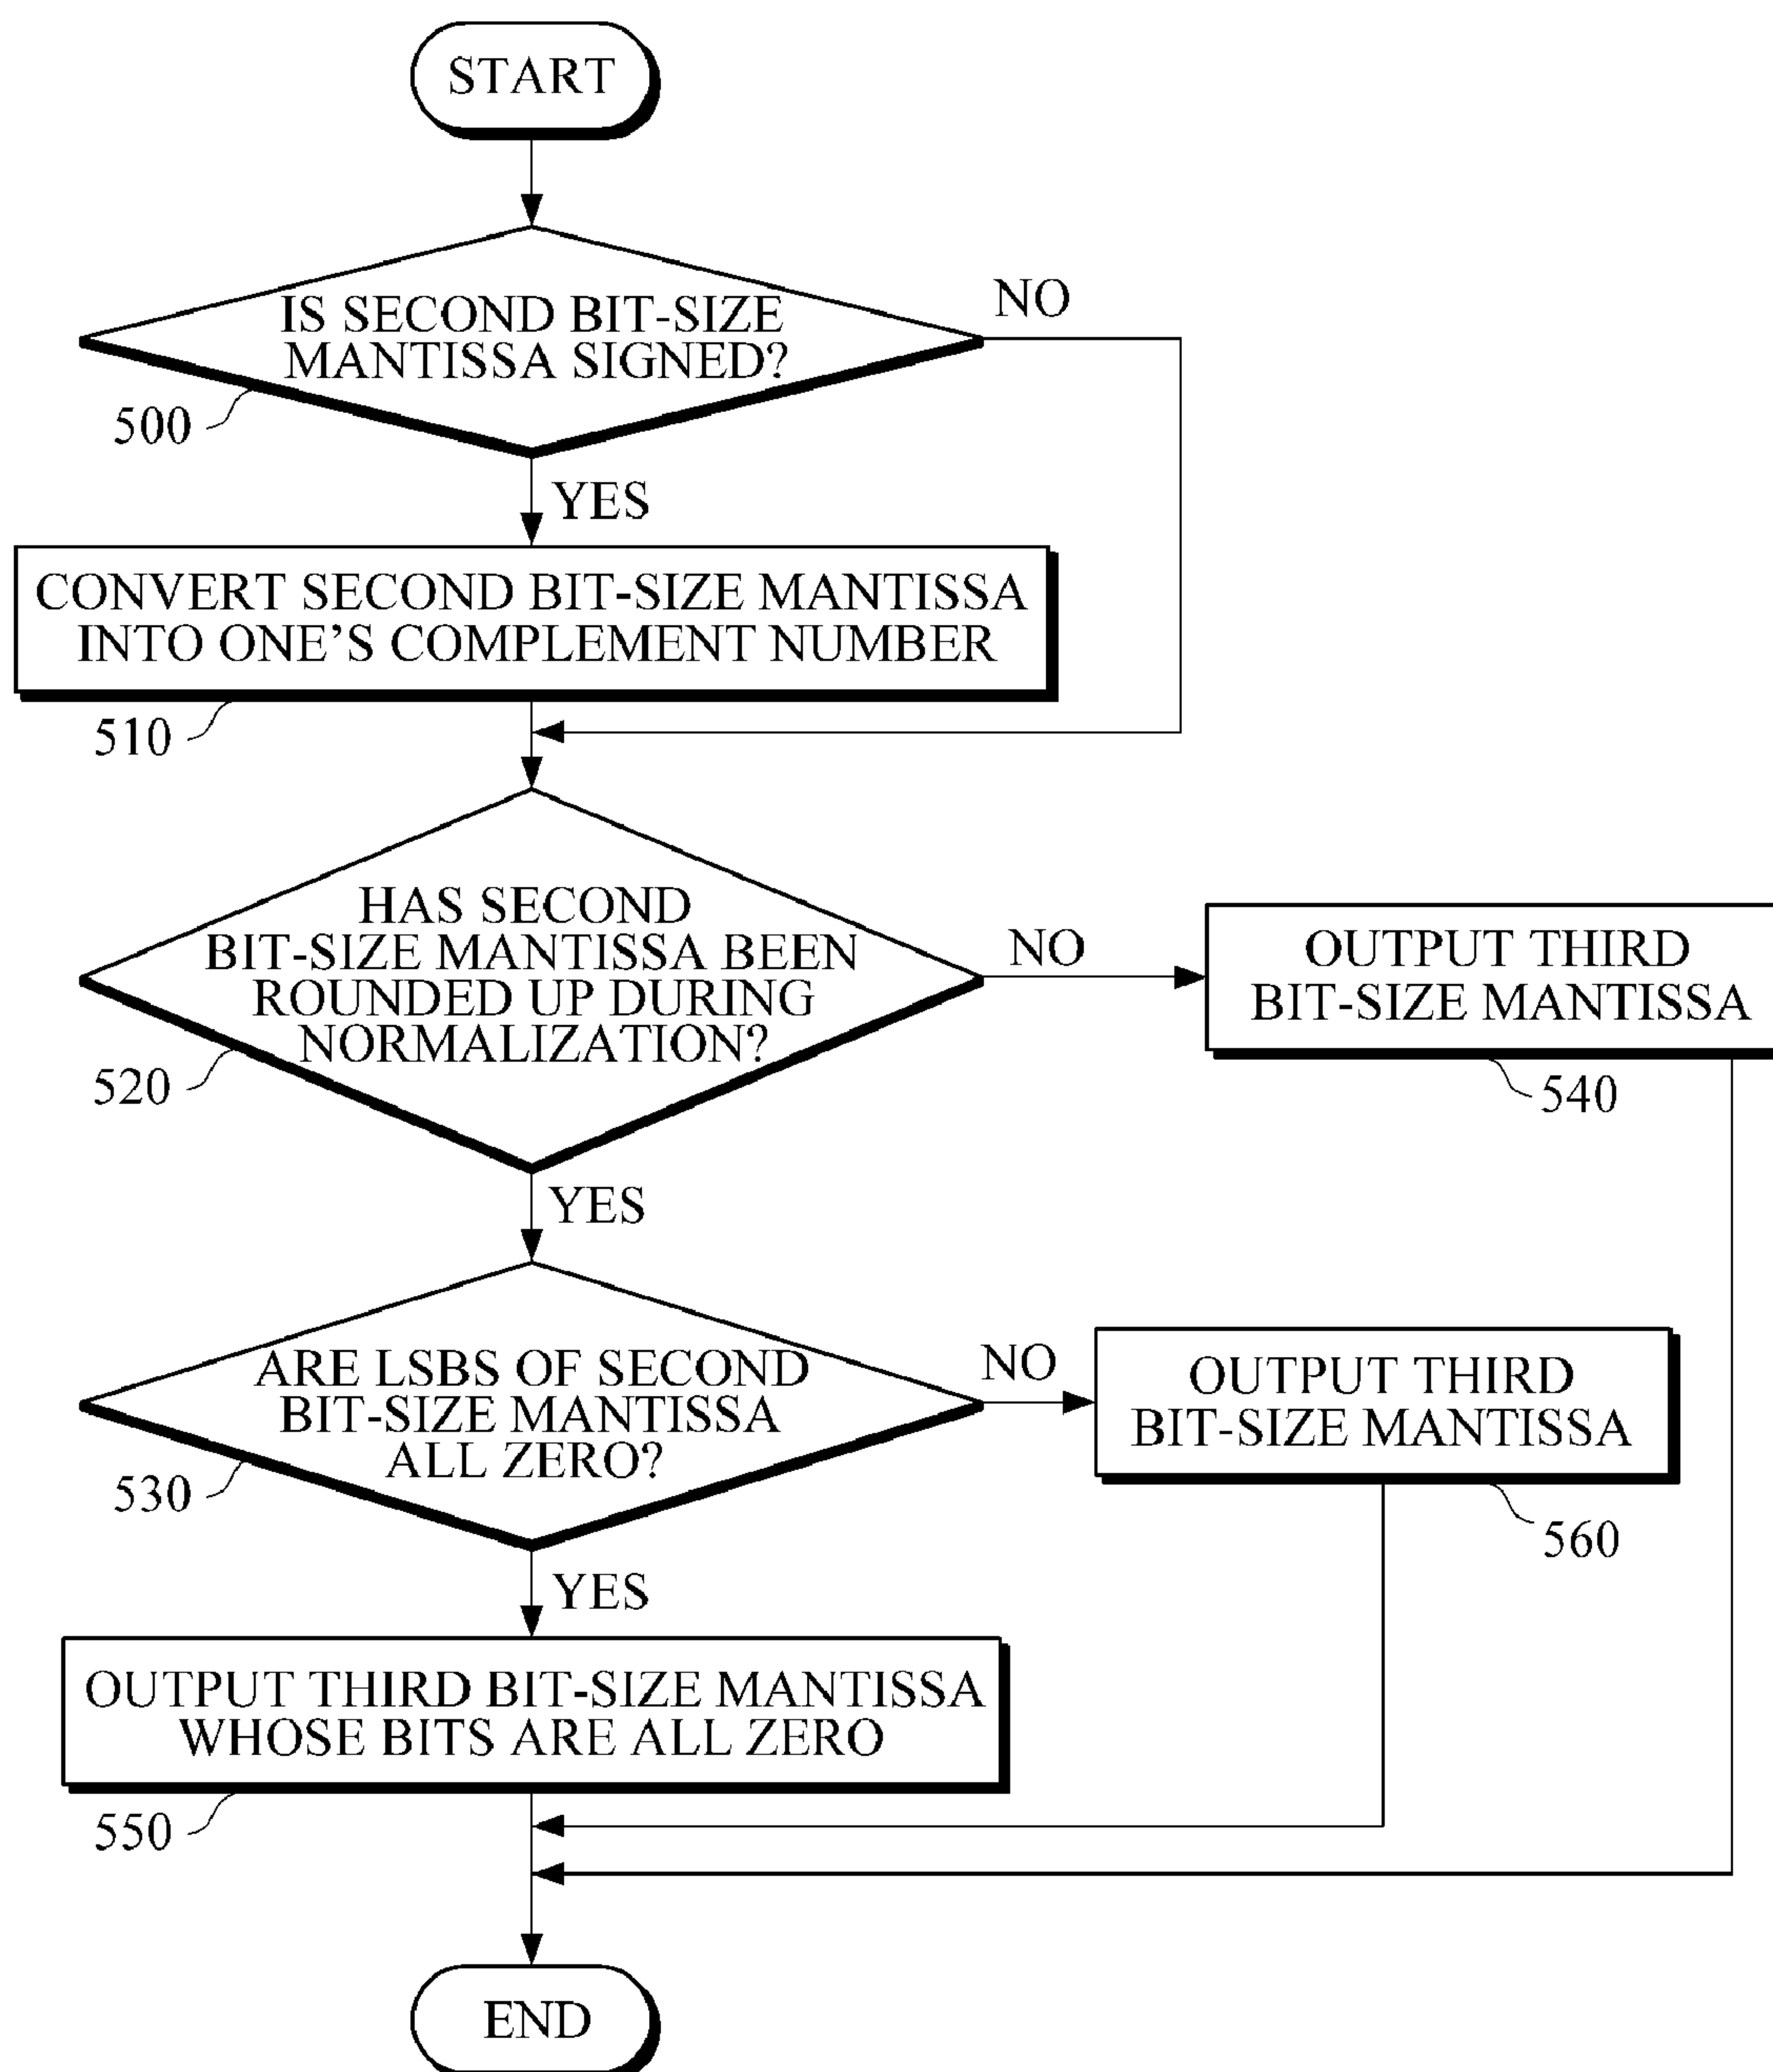 START
IS SECOND BIT-SIZE
MANTISSA SIGNED?
NO
500
YES
CONVERT SECOND BIT-SIZE MANTISSA
INTO ONE'S COMPLEMENT NUMBER
510
HAS SECOND
BIT-SIZE MANTISSA BEEN
ROUNDED UP DURING
NORMALIZATION?
NO
520
OUTPUT THIRD
BIT-SIZE MANTISSA
540
YES
ARE LSBS OF SECOND
BIT-SIZE MANTISSA
ALL ZERO?
NO
530
OUTPUT THIRD
BIT-SIZE MANTISSA
560
YES
OUTPUT THIRD BIT-SIZE MANTISSA
WHOSE BITS ARE ALL ZERO
550
END